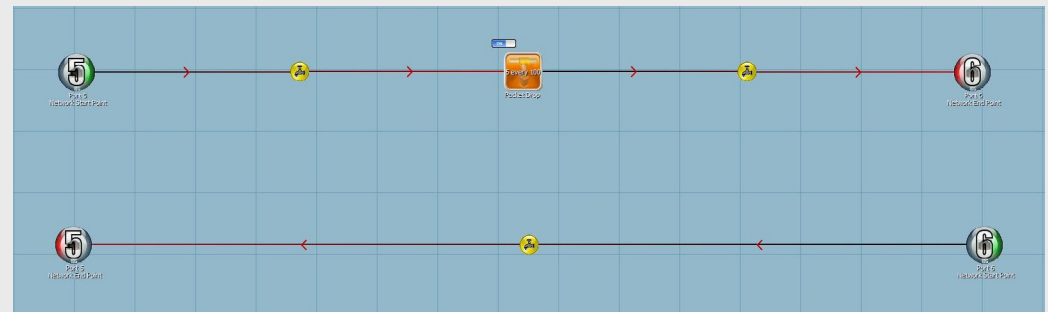 5
Port 5
Network Start Point
5 every 100
Packet Drop
6
Port 6
Network End Point
5
Port 5
Network End Point
6
Port 6
Network Start Point